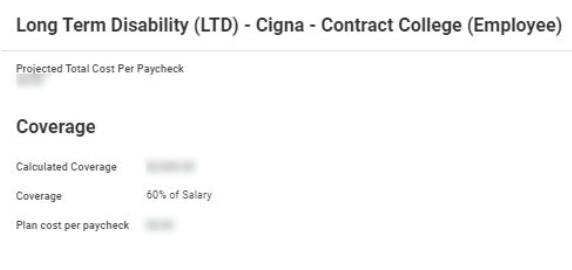 Long Term Disability (LTD) - Cigna - Contract College (Employee)
Projected Total Cost Per Paycheck
Coverage
Calculated Coverage
Coverage 60% of Salary
Plan cost per paycheck